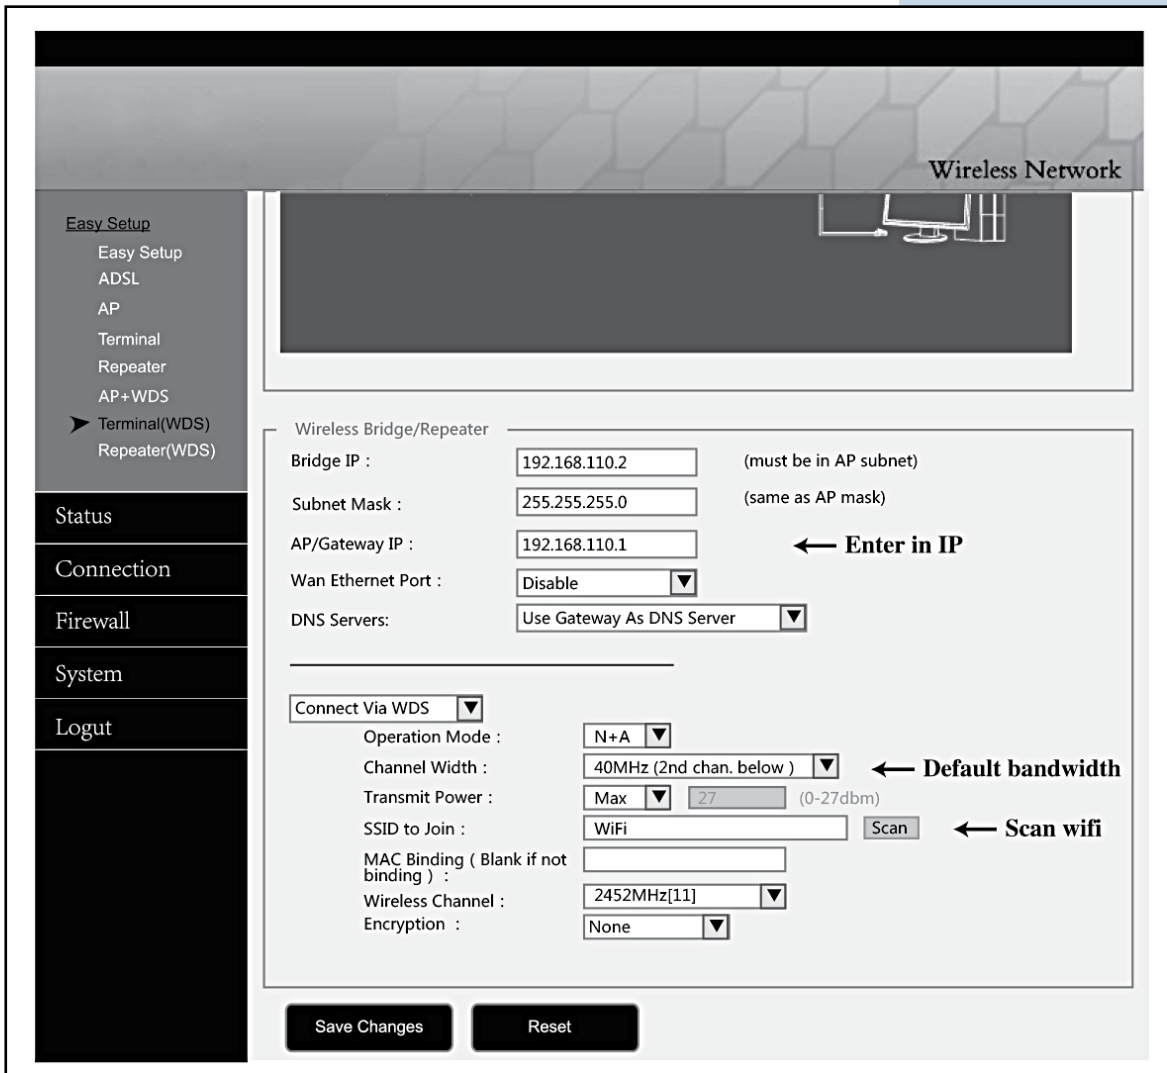 Wireless Network
Easy Setup
Easy Setup
ADSL
AP
Terminal
Repeater
AP+WDS
Terminal(WDS)
Repeater(WDS)
Status
Connection
Firewall
System
Logut
Wireless Bridge/Repeater
Bridge IP : 192.168.110.2 (must be in AP subnet)
Subnet Mask : 255.255.255.0 (same as AP mask)
AP/Gateway IP : 192.168.110.1 Enter in IP
Wan Ethernet Port : Disable
DNS Servers: Use Gateway As DNS Server
Connect Via WDS
Operation Mode : N+A
Channel Width : 40MHz (2nd chan. below ) Default bandwidth
Transmit Power : Max 27 (0-27dbm)
SSID to Join : WiFi Scan Scan wifi
MAC Binding ( Blank if not
binding ) :
Wireless Channel : 2452MHz[11]
Encryption : None
Save Changes Reset